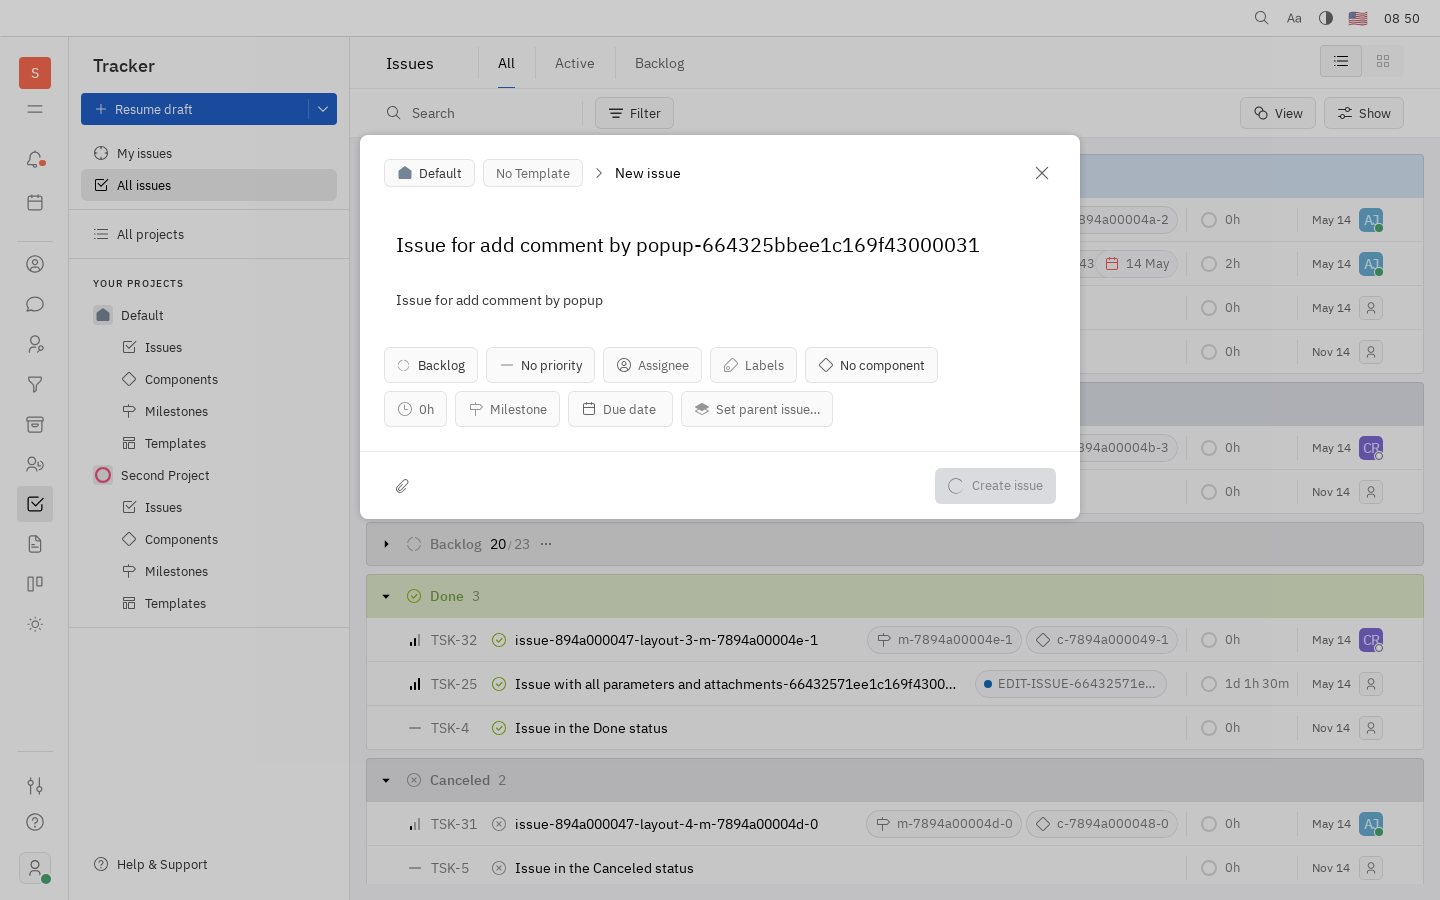 Aa 08 50
S
Tracker
Issues All Active Backlog
Resume draft
Search Filter View Show
My issues
All issues
All projects
YOUR PROJECTS
Default
Issues
Components
Milestones
Templates
Second Project
Issues
Components
Milestones
Templates
Help & Support
Default No Template New issue
Issue for add comment by popup-664325bbee1c169f43000031
Issue for add comment by popup
Backlog No priority Assignee Labels No component
0h Milestone Due date Set parent issue...
Create issue
894a00004a-2 0h May 14 AJ
43 14 May 2h May 14 AJ
0h May 14
0h Nov 14
894a00004b-3 0h May 14 CR
0h Nov 14
Backlog 20/23 ...
Done 3
TSK-32 issue-894a000047-layout-3-m-7894a00004e-1 m-7894a00004e-1 c-7894a000049-1 0h May 14 CR
TSK-25 Issue with all parameters and attachments-66432571ee1c169f4300... EDIT-ISSUE-66432571e... 1d 1h 30m May 14
TSK-4 Issue in the Done status 0h Nov 14
Canceled 2
TSK-31 issue-894a000047-layout-4-m-7894a00004d-0 m-7894a00004d-0 c-7894a000048-0 0h May 14 AJ
TSK-5 Issue in the Canceled status 0h Nov 14